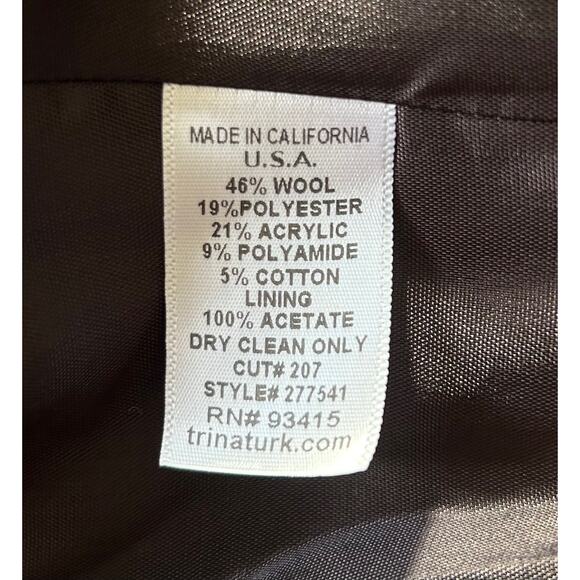 MADE IN CALIFORNIA
U.S.A.
46% WOOL
19%POLYESTER
21% ACRYLIC
9% POLYAMIDE
5% COTTON
LINING
100% ACETATE
DRY CLEAN ONLY
CUT# 207
STYLE# 277541
RN# 93415
trinaturk.com